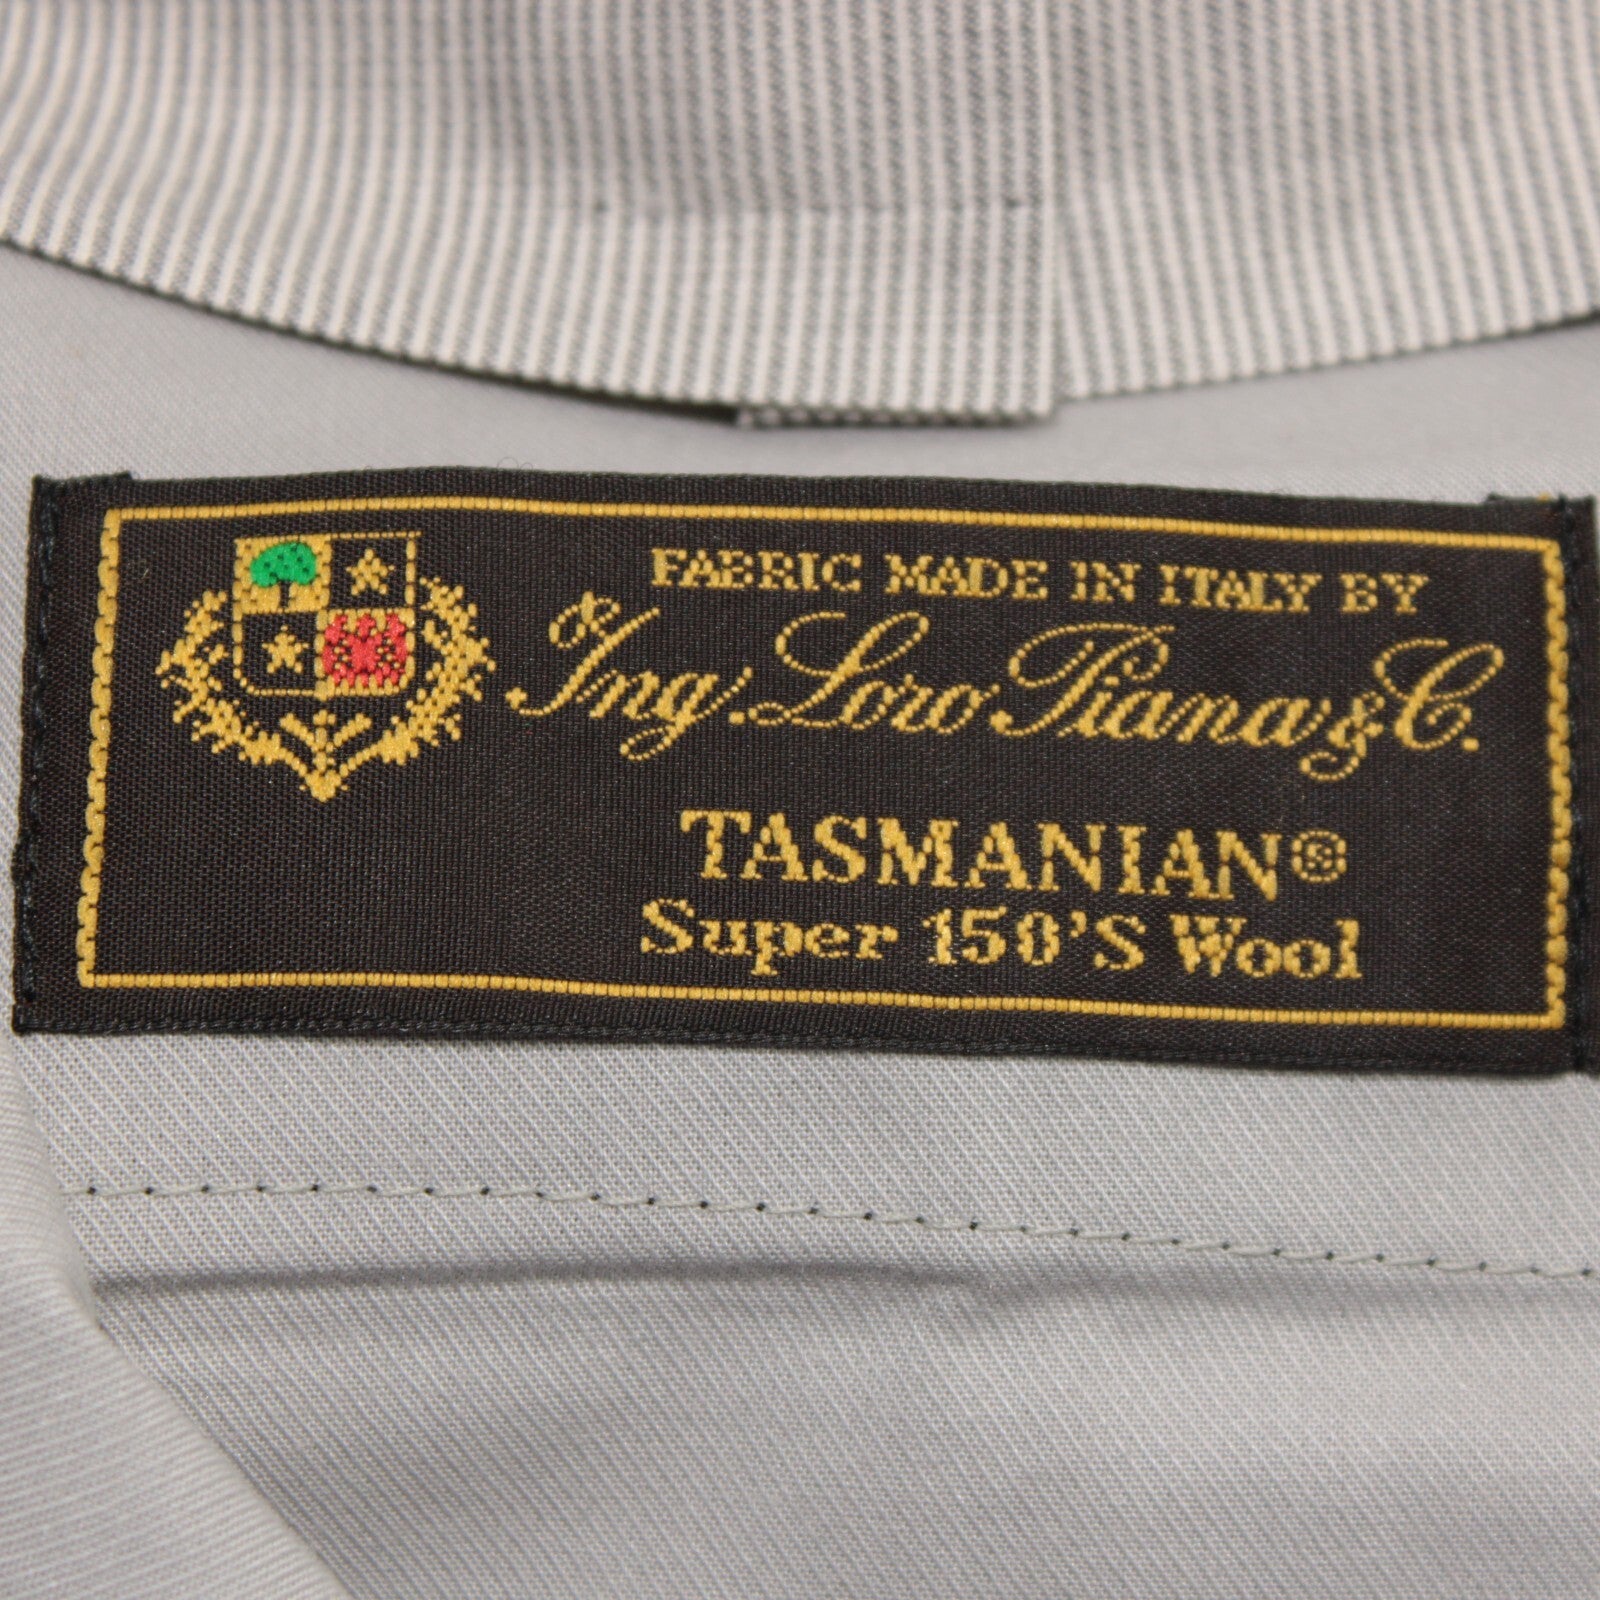 FABRIC MADE IN ITALY BY
Ing. Loro Piana & C.
TASMANIAN®
Super 150'S Wool